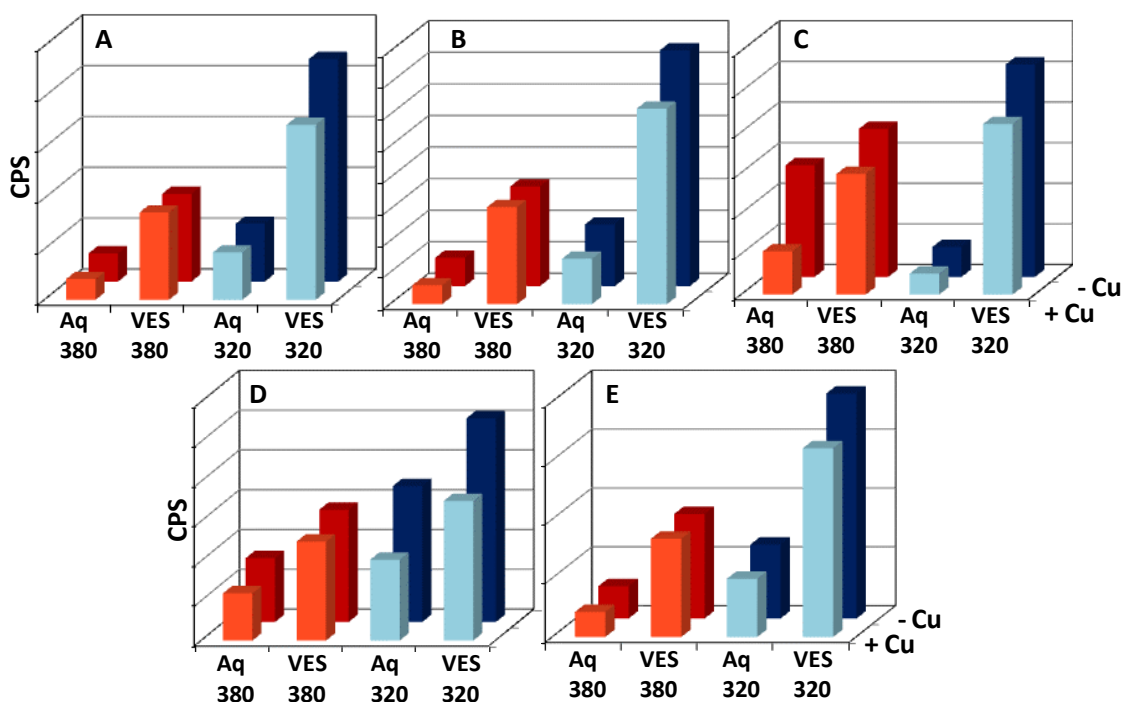 A
B
C
CPS
Aq VES Aq VES
380 380 320 320
Aq VES Aq VES
380 380 320 320
Aq VES Aq VES
380 380 320 320
- Cu
+ Cu
D
E
CPS
Aq VES Aq VES
380 380 320 320
Aq VES Aq VES
380 380 320 320
- Cu
+ Cu